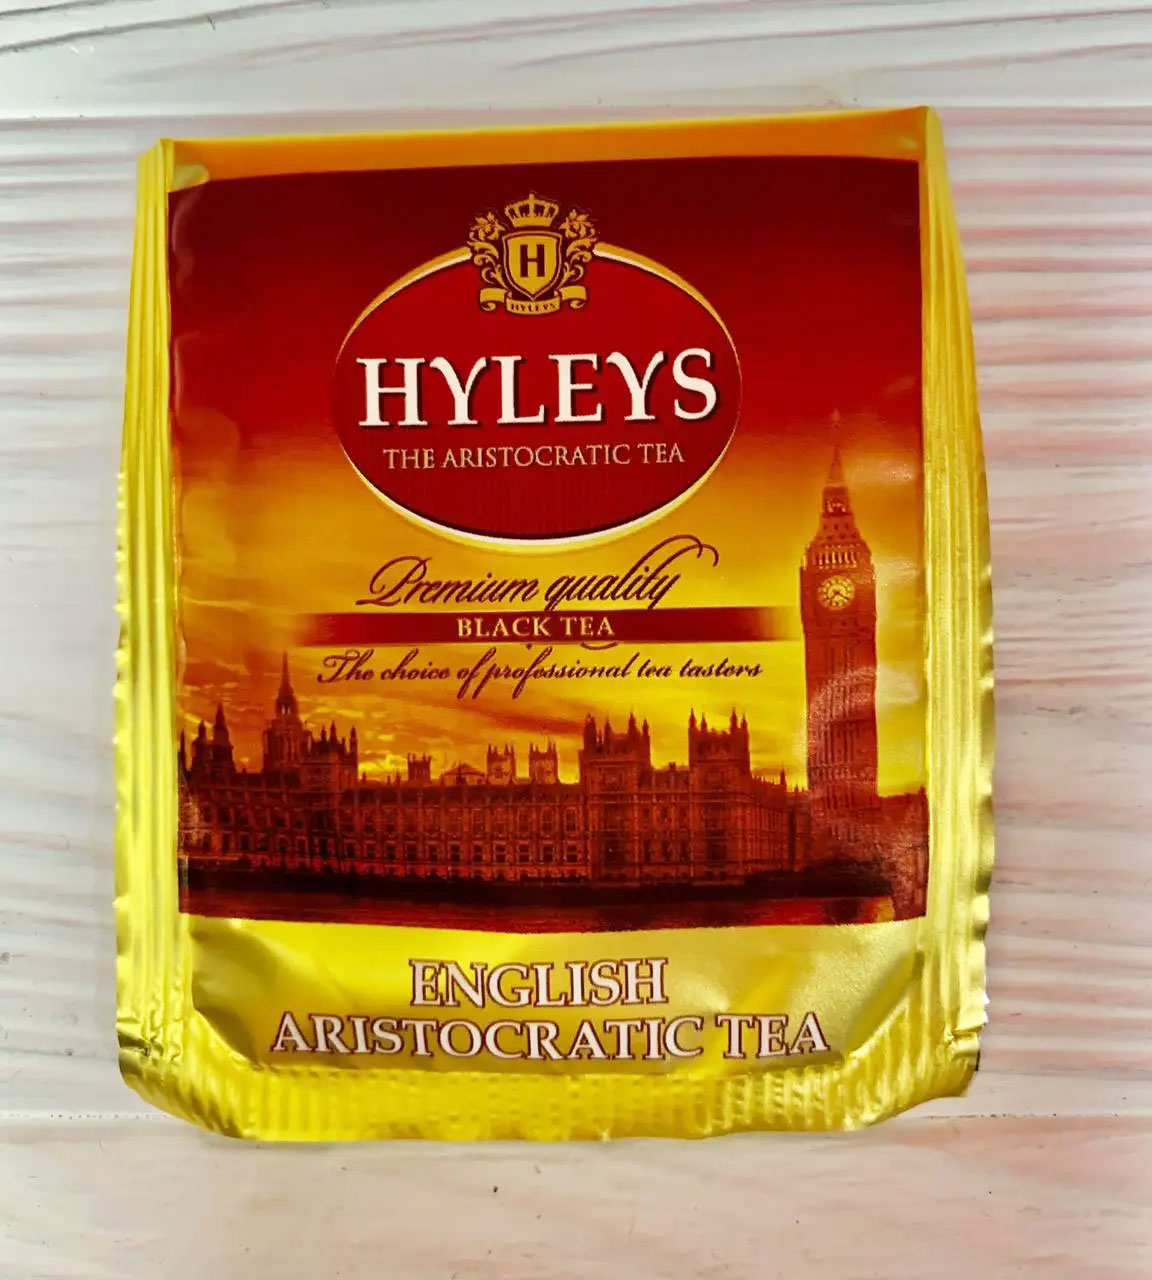 H
HYLEYS
HYLEYS
THE ARISTOCRATIC TEA
Premium quality
BLACK TEA
The choice of professional tea tasters
ENGLISH
ARISTOCRATIC TEA